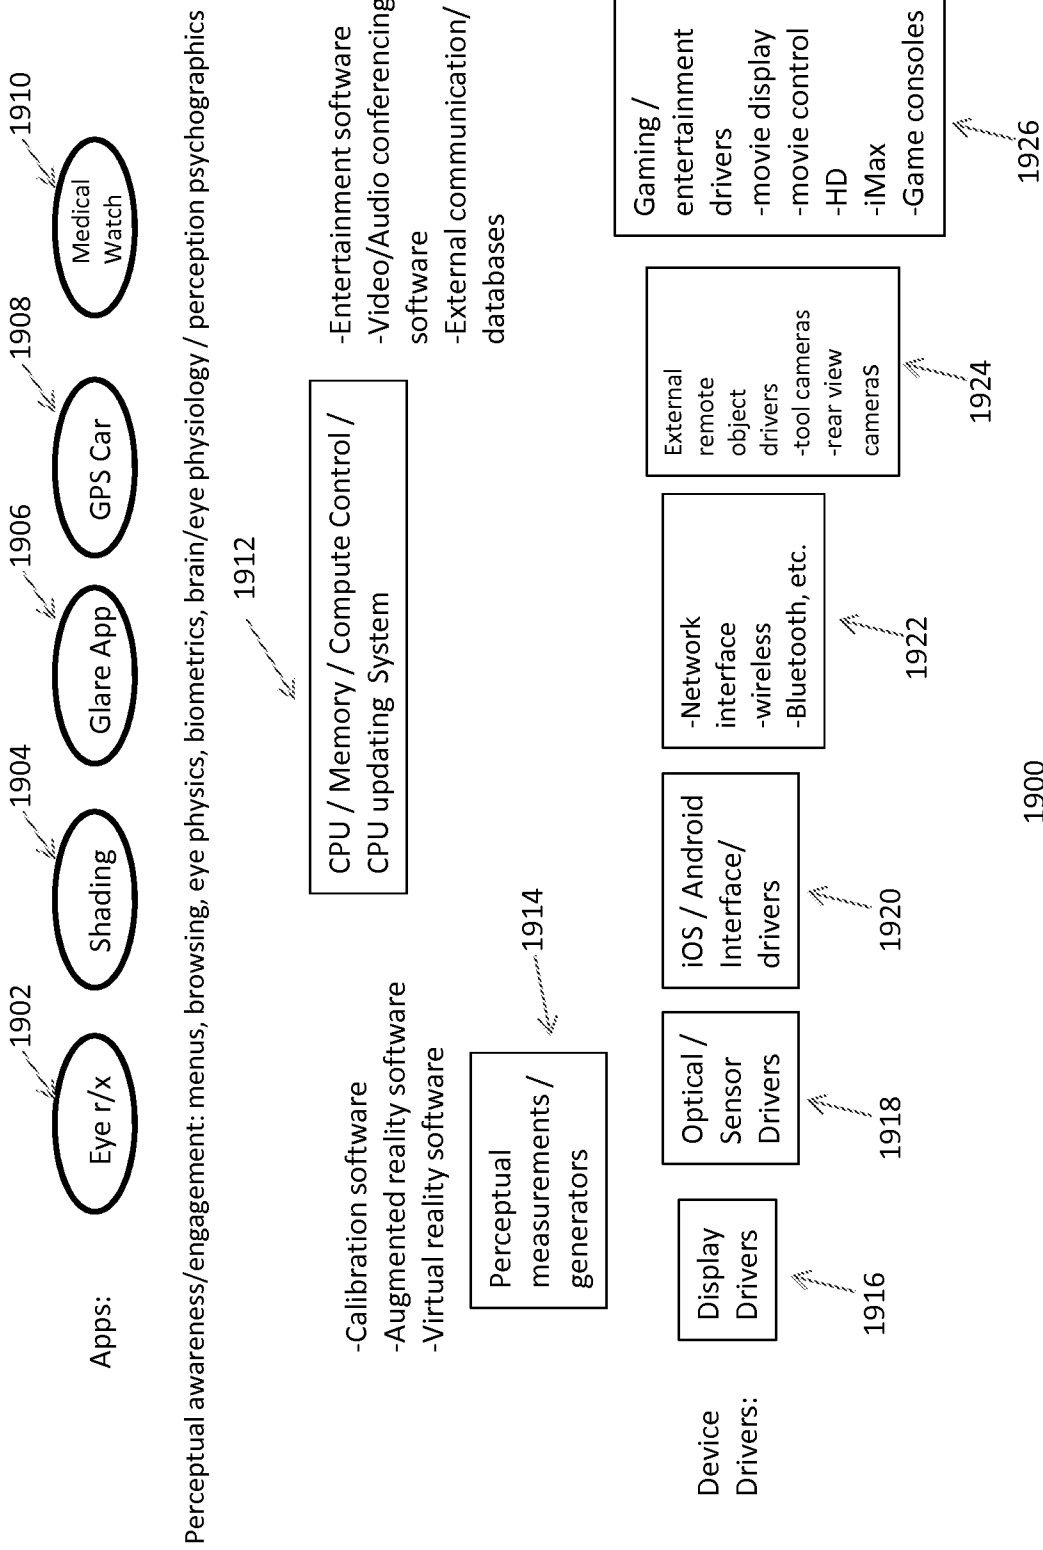 1902
1904
1906
1908
1910
Apps:
Eye r/x
Shading
Glare App
GPS Car
Medical
Watch
Perceptual awareness/engagement: menus, browsing, eye physics, biometrics, brain/eye physiology / perception psychographics
1912
-Calibration software
-Augmented reality software
-Virtual reality software
CPU / Memory / Compute Control /
CPU updating System
-Entertainment software
-Video/Audio conferencing
software
-External communication/
databases
1914
Perceptual
measurements /
generators
Device
Drivers:
Display
Drivers
Optical /
Sensor
Drivers
iOS / Android
Interface/
drivers
-Network
interface
-wireless
-Bluetooth, etc.
External
remote
object
drivers
-tool cameras
-rear view
cameras
Gaming /
entertainment
drivers
-movie display
-movie control
-HD
-iMax
-Game consoles
1916
1918
1920
1922
1924
1926
1900